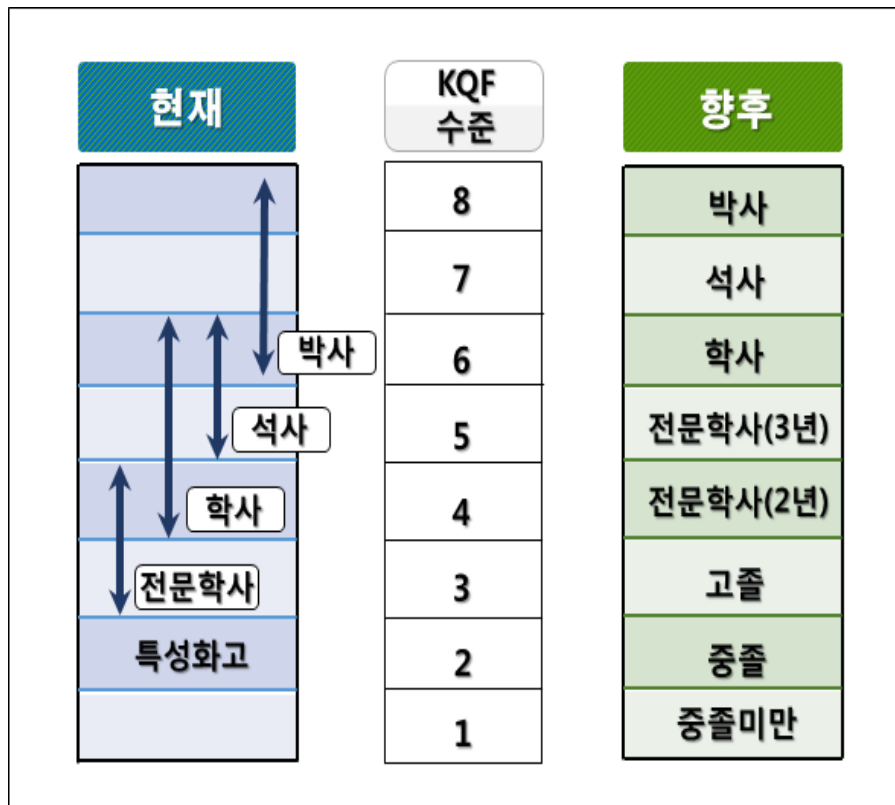 현재
KQF
수준
향후
8
박사
7
석사
박사
6
학사
석사
5
전문학사(3년)
학사
4
전문학사(2년)
전문학사
3
고졸
특성화고
2
중졸
1
중졸미만